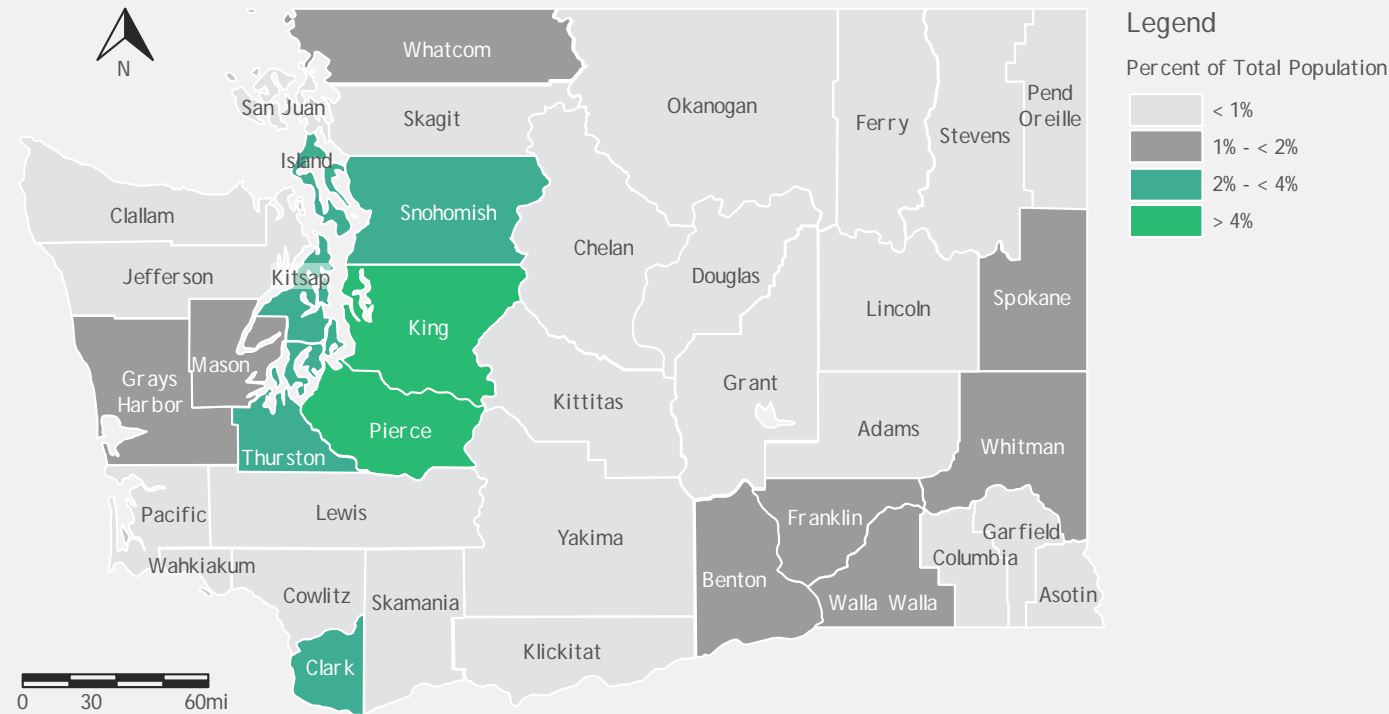 N
Legend
Percent of Total Population
< 1%
1% - < 2%
2% - < 4%
> 4%
Whatcom
San Juan
Skagit
Okanogan
Ferry
Stevens
Pend
Oreille
Island
Clallam
Snohomish
Chelan
Jefferson
Kitsap
Douglas
Lincoln
Spokane
King
Mason
Grays
Harbor
Grant
Kittitas
Pierce
Adams
Whitman
Thurston
Pacific
Lewis
Yakima
Franklin
Garfield
Columbia
Wahkiakum
Benton
Cowlitz
Skamania
Walla Walla
Asotin
Clark
Klickitat
0 30 60mi